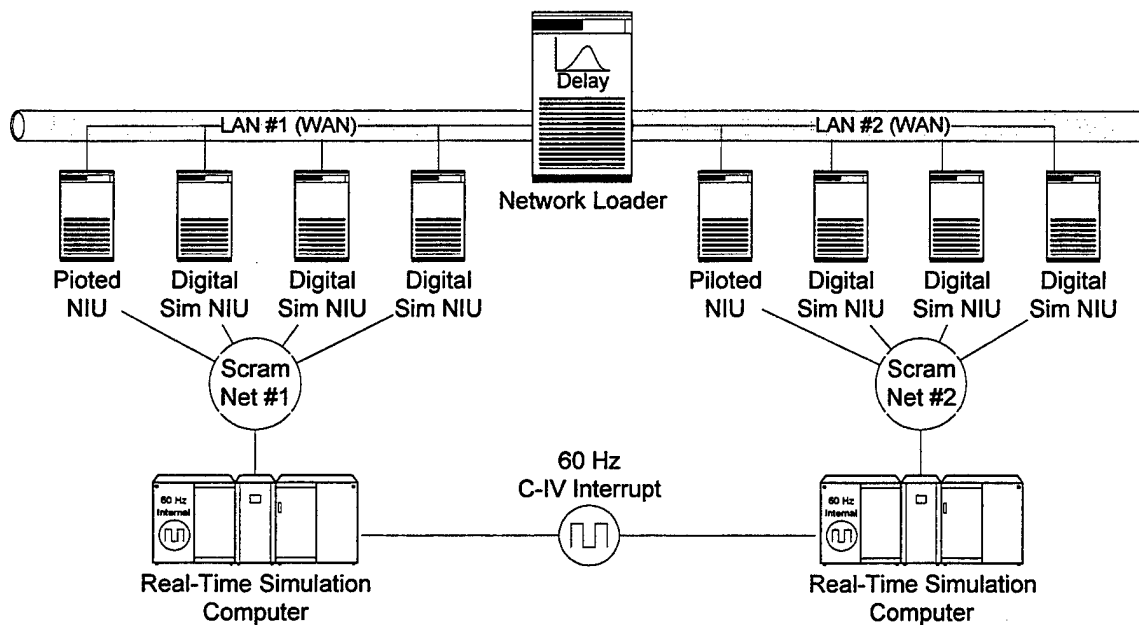 Delay
LAN #1 (WAN)
LAN #2 (WAN)
Network Loader
Pioted
NIU
Digital
Sim NIU
Digital
Sim NIU
Digital
Sim NIU
Piloted
NIU
Digital
Sim NIU
Digital
Sim NIU
Digital
Sim NIU
Scram
Net #1
Scram
Net #2
60 Hz
C-IV Interrupt
60 Hz
Internal
60 Hz
Internal
Real-Time Simulation
Computer
Real-Time Simulation
Computer